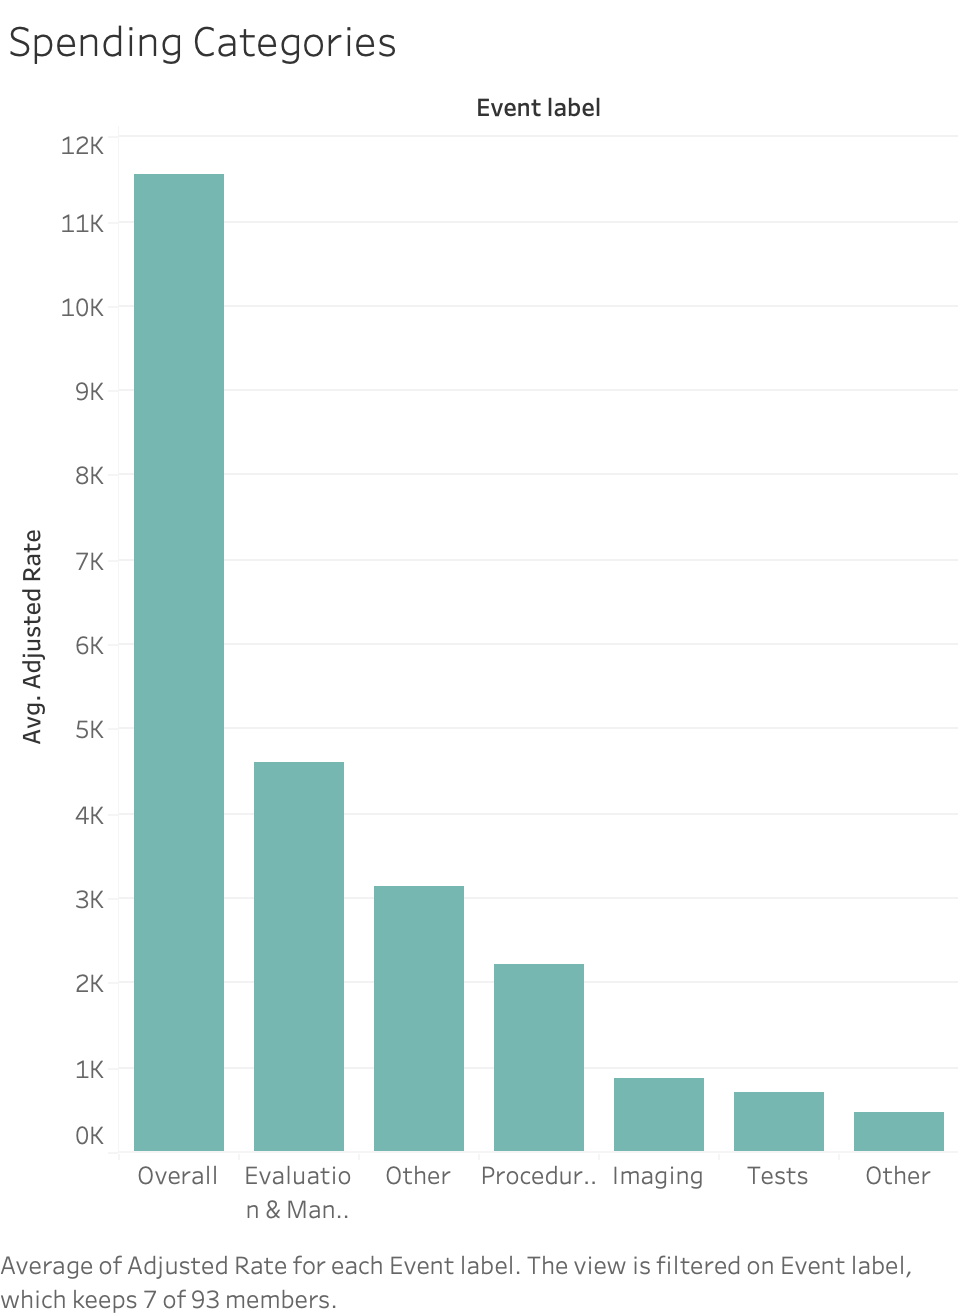 Spending Categories
Event label
12K
11K
10K
9K
8K
7K
6K
5K
4K
3K
2K
1K
0K
Avg. Adjusted Rate
Overall
Evaluatio
n & Man..
Other
Procedur..
Imaging
Tests
Other
Average of Adjusted Rate for each Event label. The view is filtered on Event label,
which keeps 7 of 93 members.